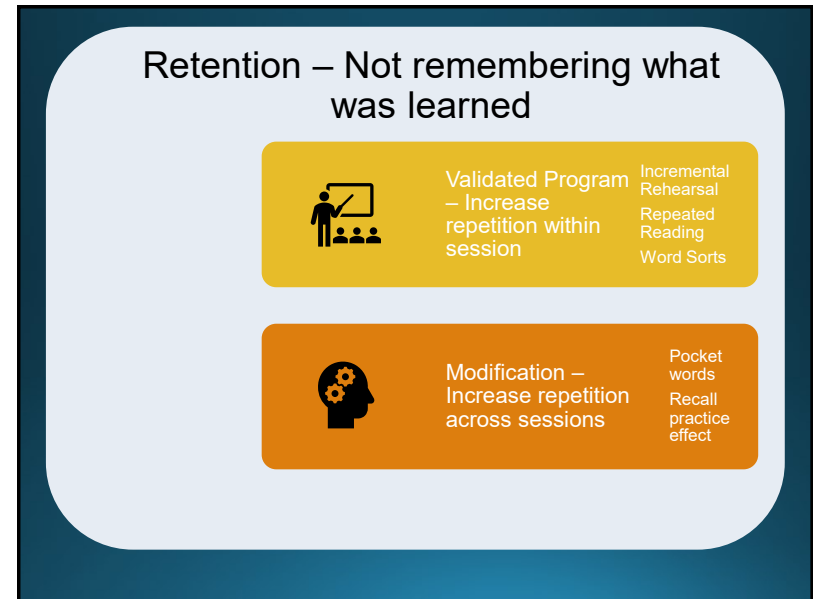 Retention – Not remembering what
was learned
Validated Program
– Increase
repetition within
session
Incremental
Rehearsal
Repeated
Reading
Word Sorts
Modification –
Increase repetition
across sessions
Pocket
words
Recall
practice
effect